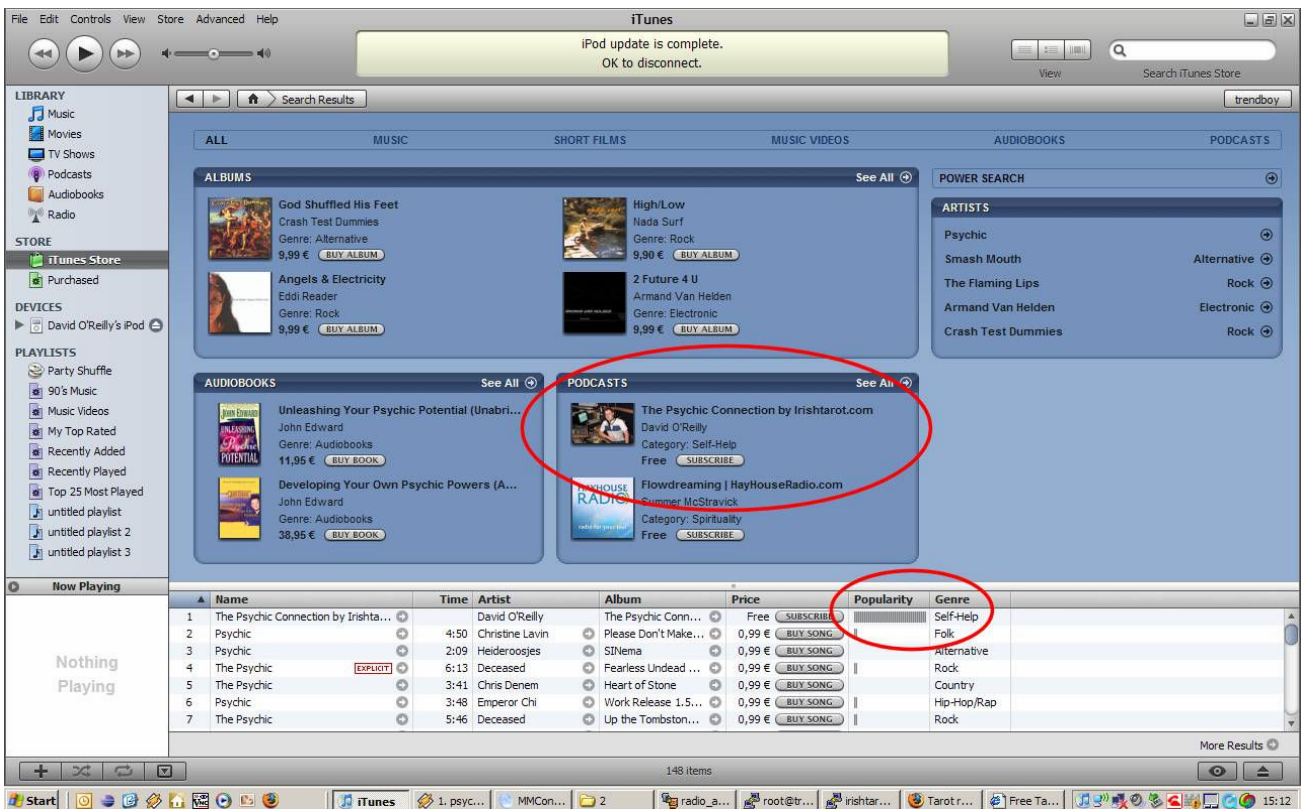 File Edit Controls View Store Advanced Help
iTunes
iPod update is complete.
OK to disconnect.
View
Search iTunes Store
LIBRARY
Music
Movies
TV Shows
Podcasts
Audiobooks
Radio
STORE
iTunes Store
Purchased
DEVICES
David O'Reilly's iPod
PLAYLISTS
Party Shuffle
90's Music
Music Videos
My Top Rated
Recently Added
Recently Played
Top 25 Most Played
untitled playlist
untitled playlist 2
untitled playlist 3
Now Playing
Nothing
Playing
Search Results
trendboy
ALL MUSIC SHORT FILMS MUSIC VIDEOS AUDIOBOOKS PODCASTS
ALBUMS See All
God Shuffled His Feet
Crash Test Dummies
Genre: Alternative
9,99 € BUY ALBUM
High/Low
Nada Surf
Genre: Rock
9,90 € BUY ALBUM
Angels & Electricity
Eddi Reader
Genre: Rock
9,99 € BUY ALBUM
2 Future 4 U
Armand Van Helden
Genre: Electronic
9,99 € BUY ALBUM
POWER SEARCH
ARTISTS
Psychic
Smash Mouth Alternative
The Flaming Lips Rock
Armand Van Helden Electronic
Crash Test Dummies Rock
AUDIOBOOKS See All
JOHN EDWARD
UNLEASHING
YOUR
Psychic
POTENTIAL
Unleashing Your Psychic Potential (Unabri...
John Edward
Genre: Audiobooks
11,95 € BUY BOOK
Developing Your Own Psychic Powers (A...
John Edward
Genre: Audiobooks
38,95 € BUY BOOK
PODCASTS See All
The Psychic Connection by Irishtarot.com
David O'Reilly
Category: Self-Help
Free SUBSCRIBE
HAYHOUSE
RADIO
Flowdreaming | HayHouseRadio.com
Summer McStravick
Category: Spirituality
Free SUBSCRIBE
Name Time Artist Album Price Popularity Genre
1 The Psychic Connection by Irishta... David O'Reilly The Psychic Conn... Free SUBSCRIBE Self-Help
2 Psychic 4:50 Christine Lavin Please Don't Make... 0,99 € BUY SONG Folk
3 Psychic 2:09 Heideroosjes SINema 0,99 € BUY SONG Alternative
4 The Psychic EXPLICIT 6:13 Deceased Fearless Undead ... 0,99 € BUY SONG Rock
5 The Psychic 3:41 Chris Denem Heart of Stone 0,99 € BUY SONG Country
6 Psychic 3:48 Emperor Chi Work Release 1.5... 0,99 € BUY SONG Hip-Hop/Rap
7 The Psychic 5:46 Deceased Up the Tombston... 0,99 € BUY SONG Rock
More Results
148 items
Start iTunes 1. psyc... MMCon... 2 radio_a... root@tr... irishtar... Tarot r... Free Ta... 15:12